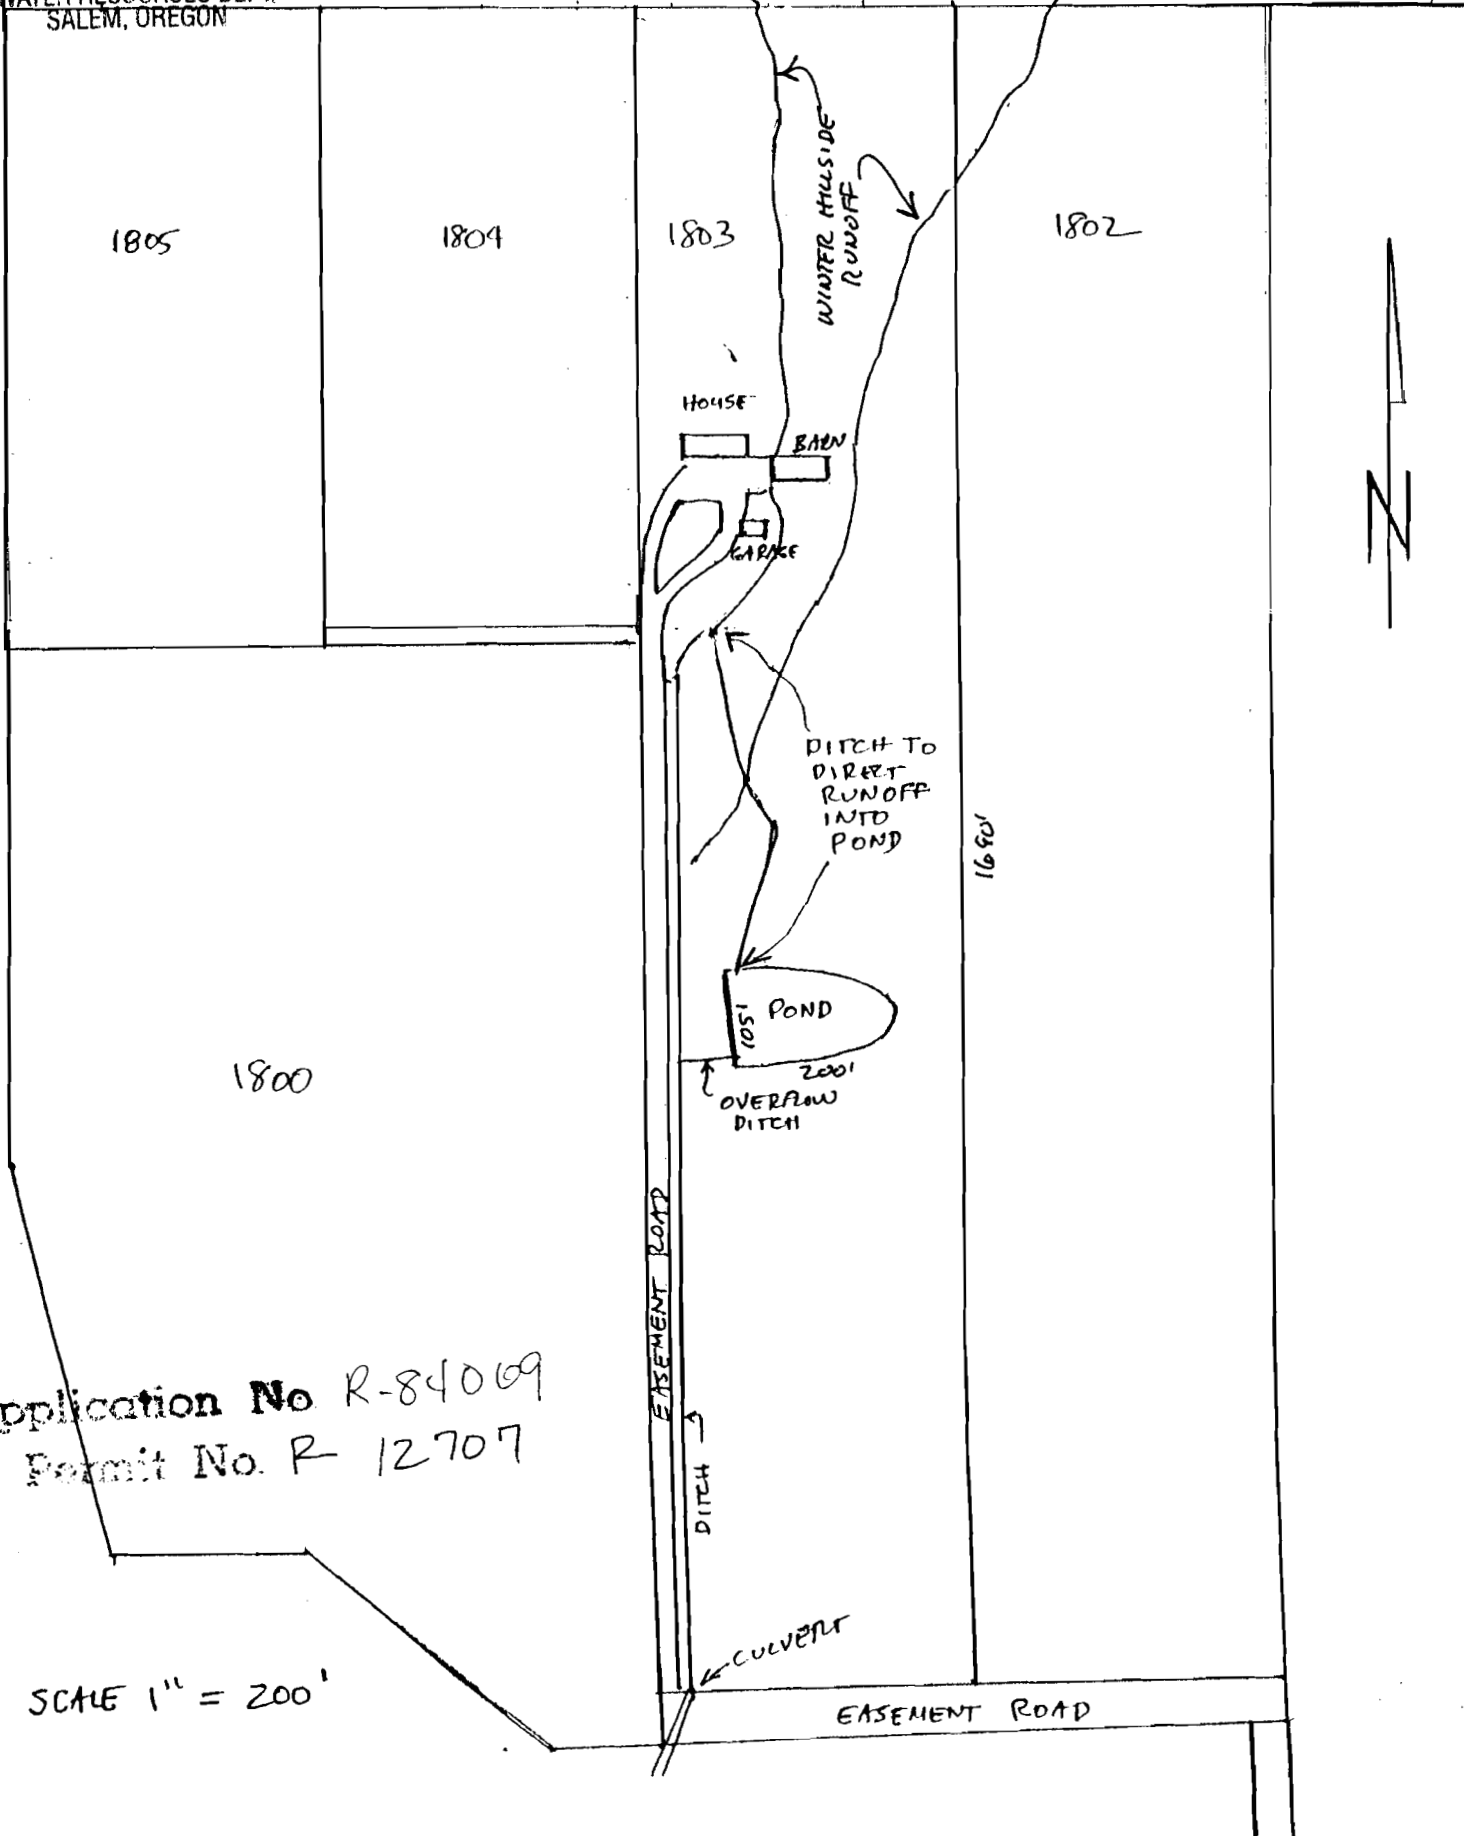 SALEM, OREGON
1805
1804
1803
1802
WINTER HILLSIDE
RUNOFF
HOUSE
BARN
GARAGE
N
DITCH TO
DIRECT
RUNOFF
INTO
POND
1690'
105'
POND
200'
OVERFLOW
DITCH
1800
EASEMENT ROAD
pplication No R-84069
Permit No. R 12707
DITCH
CULVERT
SCALE 1" = 200'
EASEMENT ROAD